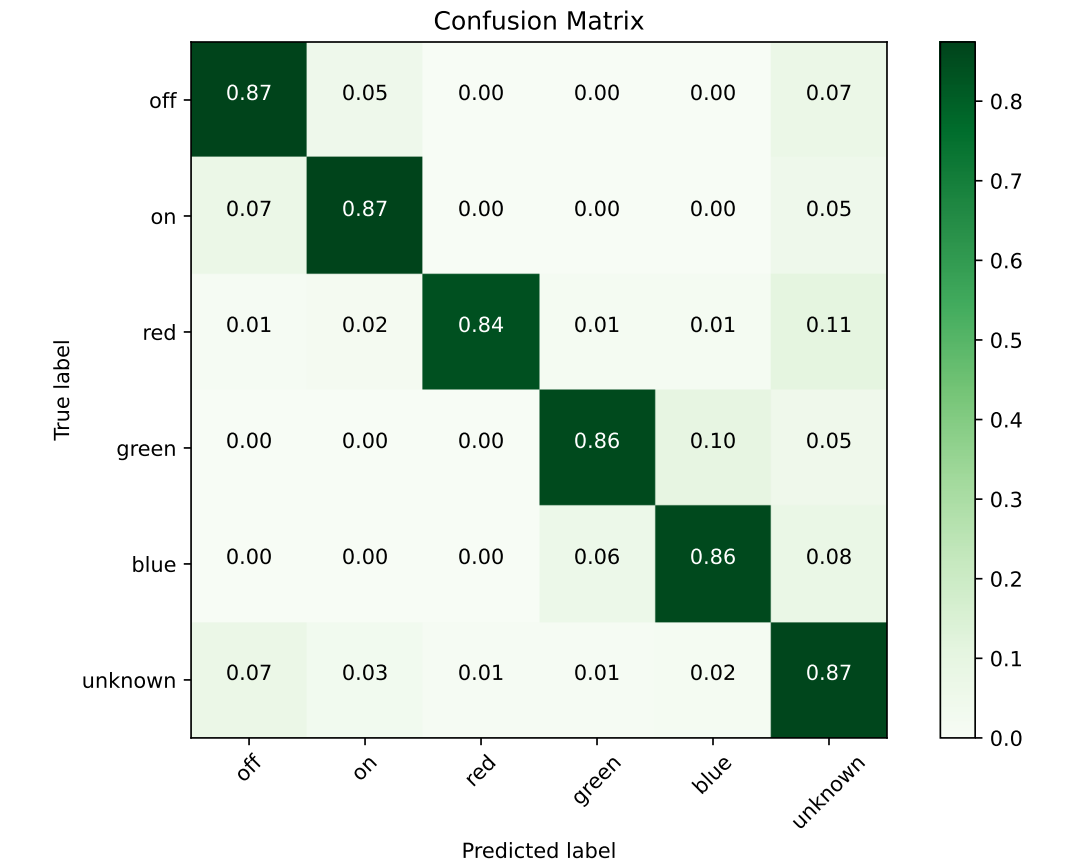 Confusion Matrix
off 0.87 0.05 0.00 0.00 0.00 0.07
on 0.07 0.87 0.00 0.00 0.00 0.05
red 0.01 0.02 0.84 0.01 0.01 0.11
green 0.00 0.00 0.00 0.86 0.10 0.05
blue 0.00 0.00 0.00 0.06 0.86 0.08
unknown 0.07 0.03 0.01 0.01 0.02 0.87
off on red green blue unknown
True label
Predicted label
0.8
0.7
0.6
0.5
0.4
0.3
0.2
0.1
0.0